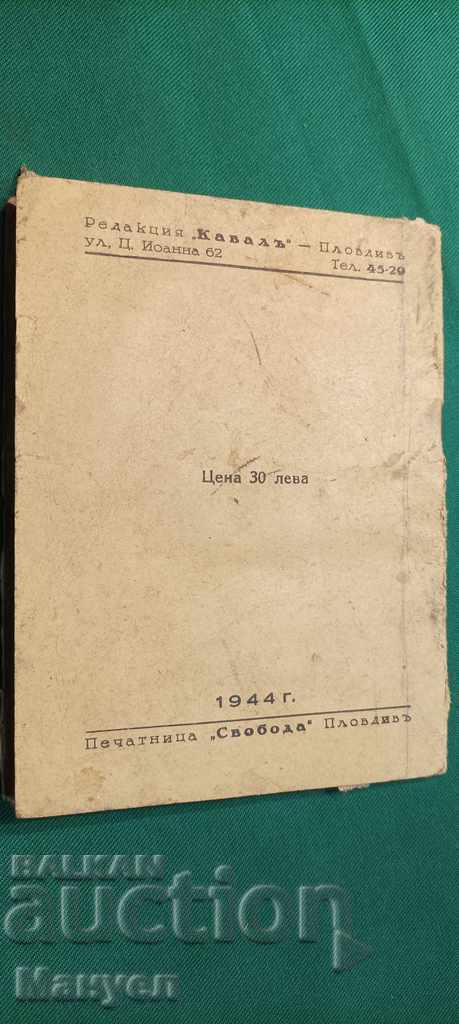 Редакция „Кавалъ“ — Пловдивъ
ул, Ц. Иоанна 62 Тел. 45-29
Цена 30 лева
1944 г.
Печатница „Свобода“ Пловдивъ
BALKAN
auction
Мануел